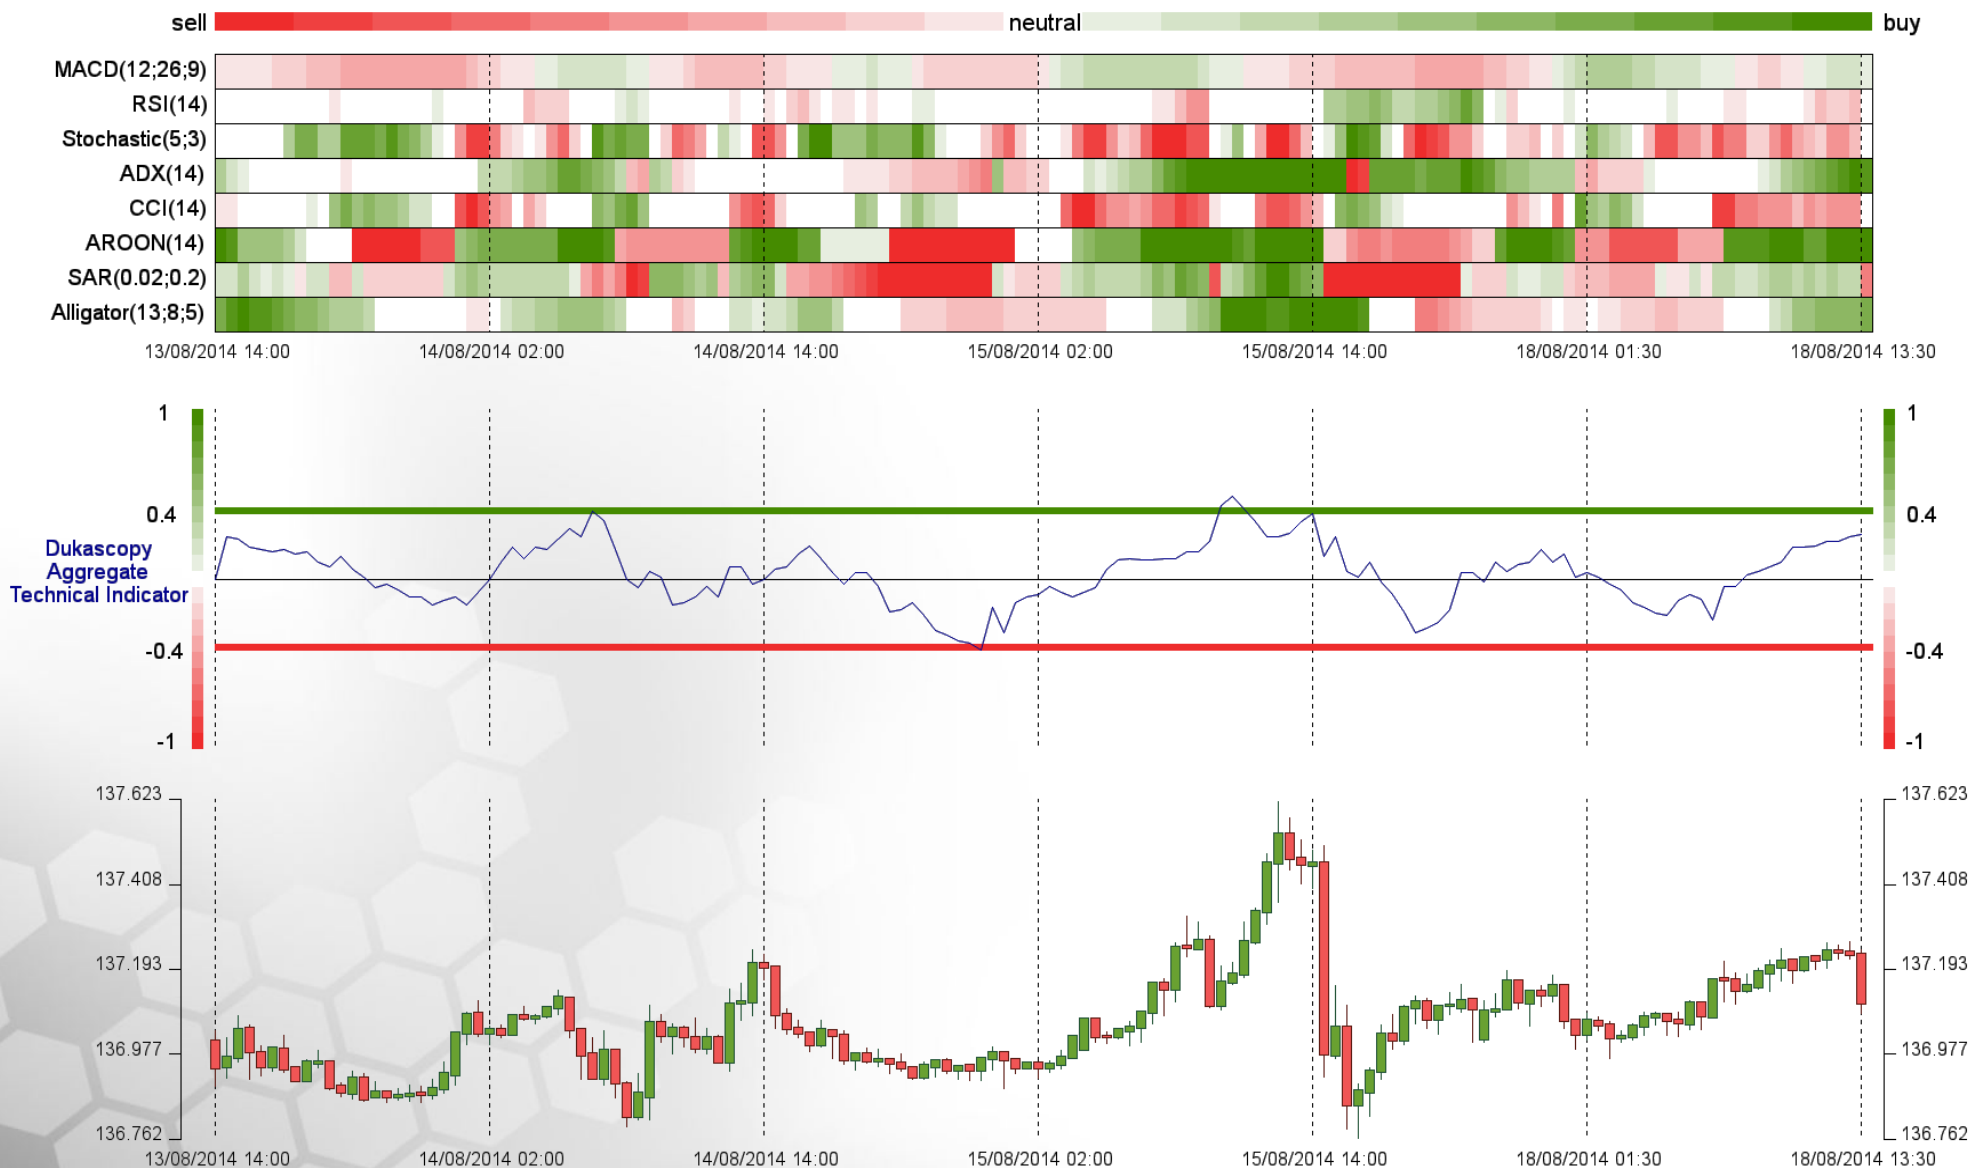 sell neutral buy
MACD(12;26;9)
RSI(14)
Stochastic(5;3)
ADX(14)
CCI(14)
AROON(14)
SAR(0.02;0.2)
Alligator(13;8;5)
13/08/2014 14:00 14/08/2014 02:00 14/08/2014 14:00 15/08/2014 02:00 15/08/2014 14:00 18/08/2014 01:30 18/08/2014 13:30
1 1
0.4 0.4
Dukascopy
Aggregate
Technical Indicator
-0.4 -0.4
-1 -1
137.623 137.623
137.408 137.408
137.193 137.193
136.977 136.977
136.762 136.762
13/08/2014 14:00 14/08/2014 02:00 14/08/2014 14:00 15/08/2014 02:00 15/08/2014 14:00 18/08/2014 01:30 18/08/2014 13:30